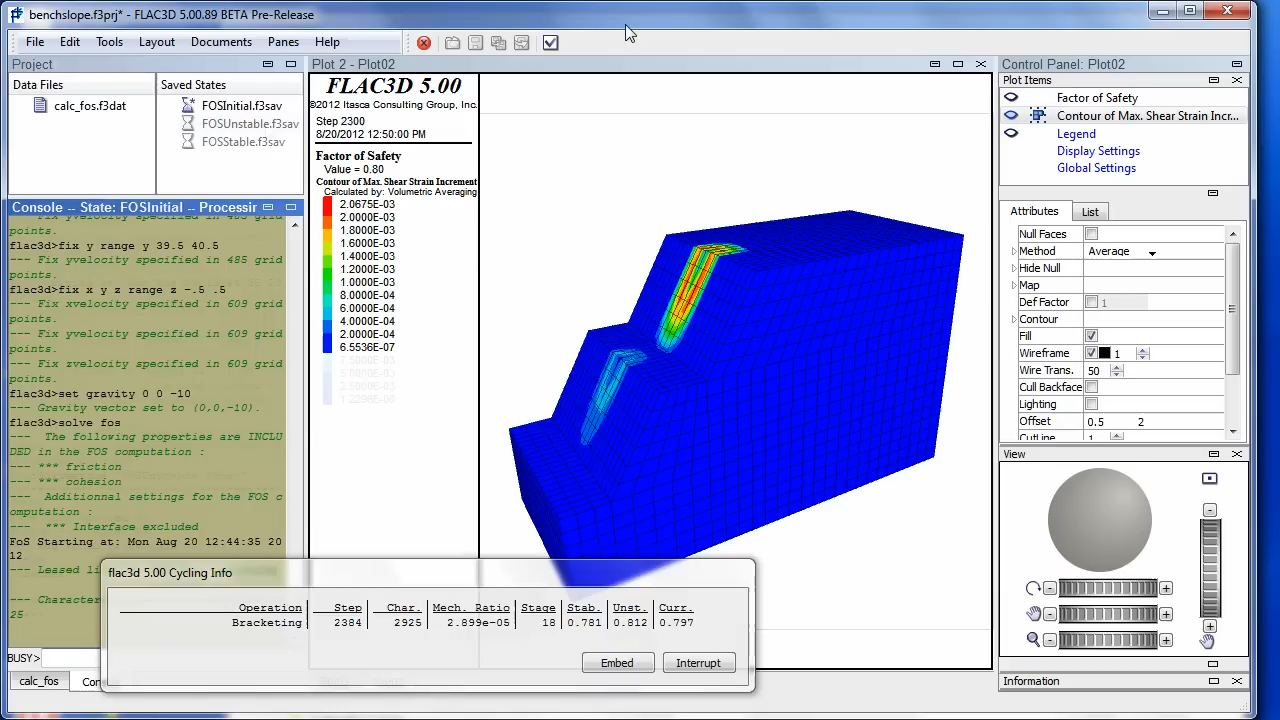 benchslope.f3prj* - FLAC3D 5.00.89 BETA Pre-Release
File Edit Tools Layout Documents Panes Help
Project
Data Files
calc_fos.f3dat
Saved States
FOSInitial.f3sav
FOSUnstable.f3sav
FOSStable.f3sav
Console -- State: FOSInitial -- Processir
points.
flac3d>fix y range y 39.5 40.5
--- Fix yvelocity specified in 485 grid
points.
flac3d>fix x y z range z -.5 .5
--- Fix xvelocity specified in 609 grid
points.
--- Fix yvelocity specified in 609 grid
points.
--- Fix zvelocity specified in 609 grid
points.
flac3d>set gravity 0 0 -10
--- Gravity vector set to (0,0,-10).
flac3d>solve fos
--- The following properties are INCLU
DED in the computation :
--- *** friction
--- *** cohesion
--- Additionnal settings for the FOS c
omputation :
--- *** Interface excluded
FoS Starting at: Mon Aug 20 12:44:35 20
12
--- Leased li
--- Character
25
BUSY>
calc_fos
Plot 2 - Plot02
FLAC3D 5.00
©2012 Itasca Consulting Group, Inc.
Step 2300
8/20/2012 12:50:00 PM
Factor of Safety
Value = 0.80
Contour of Max. Shear Strain Increment
Calculated by: Volumetric Averaging
2.0675E-03
2.0000E-03
1.8000E-03
1.6000E-03
1.4000E-03
1.2000E-03
1.0000E-03
8.0000E-04
6.0000E-04
4.0000E-04
2.0000E-04
6.5536E-07
flac3d 5.00 Cycling Info
Operation Step Char. Mech. Ratio Stage Stab. Unst. Curr.
Bracketing 2384 2925 2.899e-05 18 0.781 0.812 0.797
Embed
Interrupt
Control Panel: Plot02
Plot Items
Factor of Safety
Contour of Max. Shear Strain Incr...
Legend
Display Settings
Global Settings
Attributes List
Null Faces
Method Average
Hide Null
Map
Def Factor 1
Contour
Fill
Wireframe 1
Wire Trans. 50
Cull Backface
Lighting
Offset 0.5 2
CutLine 1
View
Information